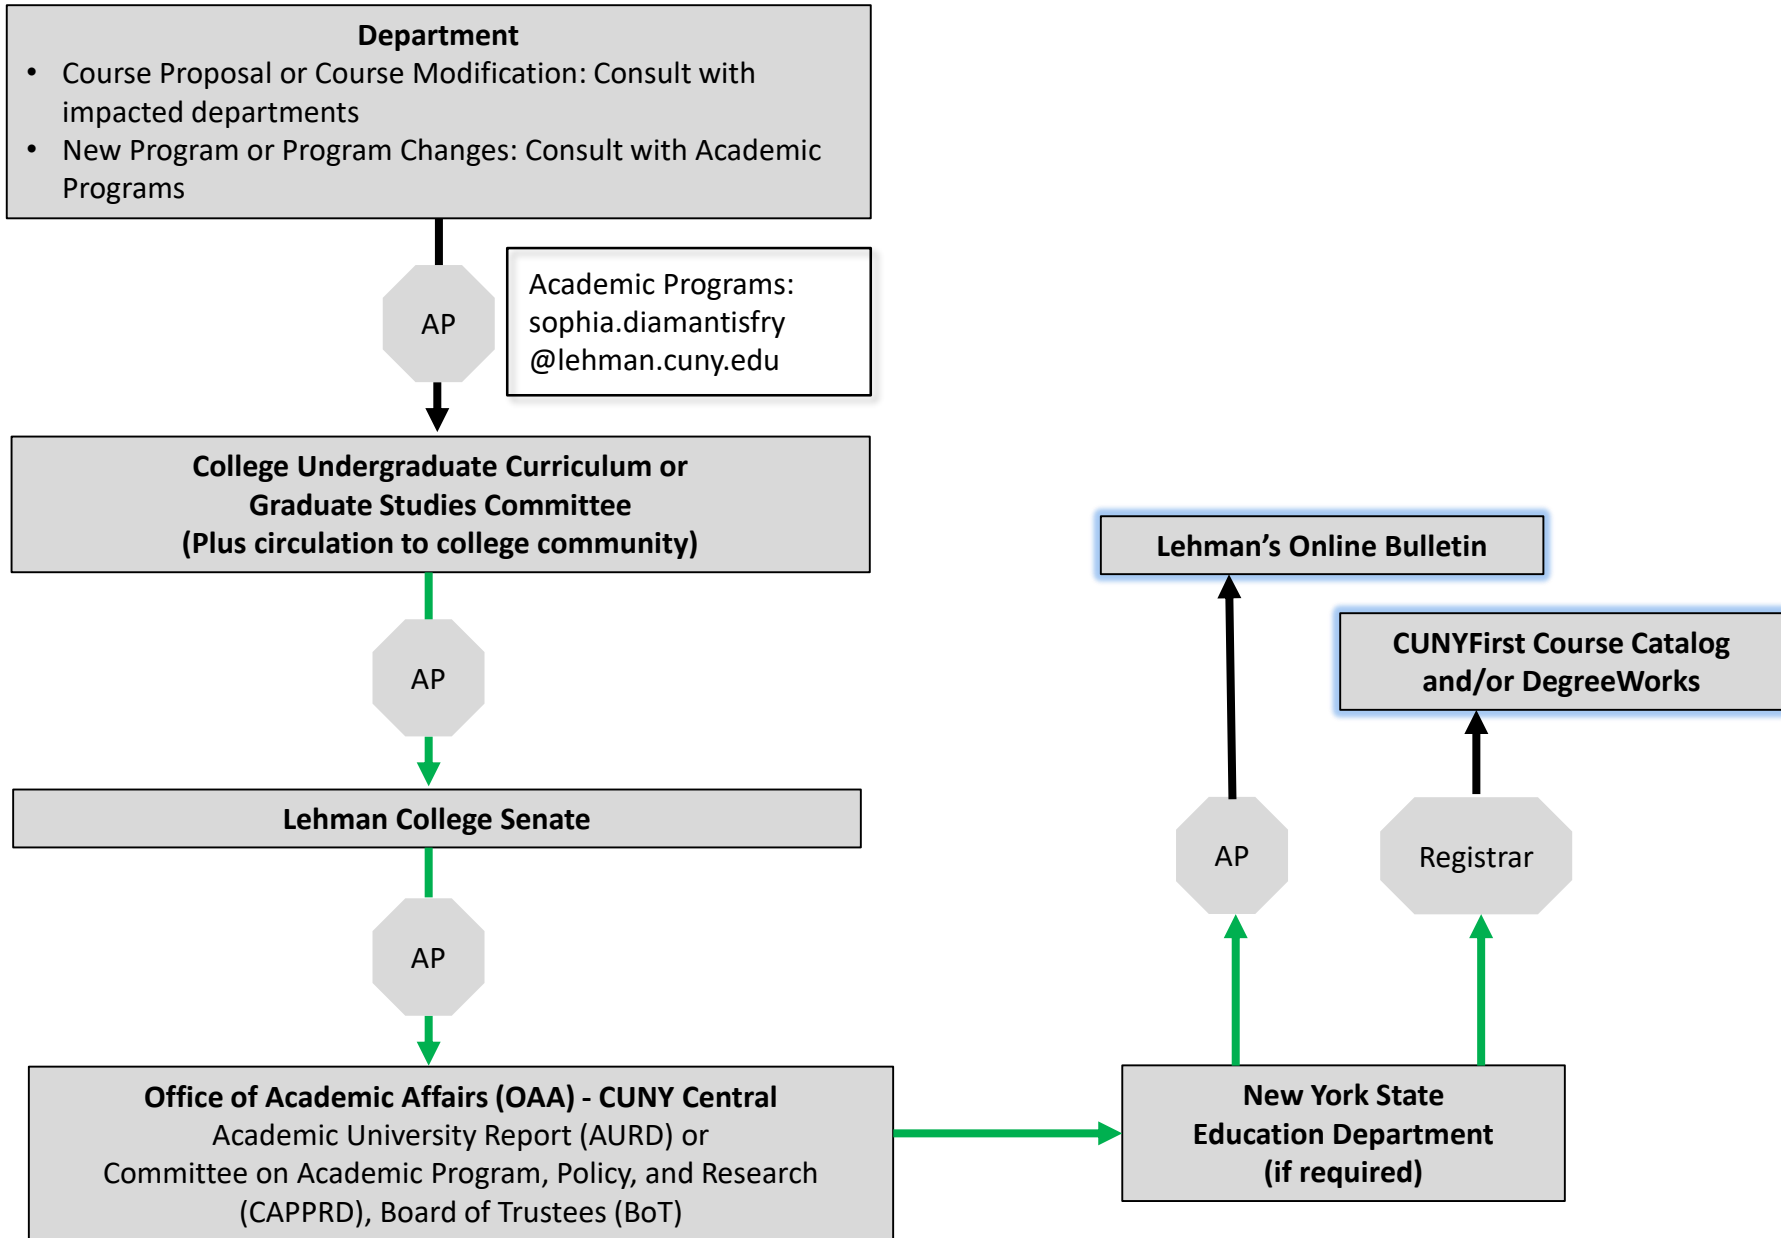 Department
• Course Proposal or Course Modification: Consult with
impacted departments
• New Program or Program Changes: Consult with Academic
Programs
AP
Academic Programs:
sophia.diamantisfry
@lehman.cuny.edu
College Undergraduate Curriculum or
Graduate Studies Committee
(Plus circulation to college community)
AP
Lehman College Senate
AP
Office of Academic Affairs (OAA) - CUNY Central
Academic University Report (AURD) or
Committee on Academic Program, Policy, and Research
(CAPPRD), Board of Trustees (BoT)
New York State
Education Department
(if required)
AP
Registrar
Lehman’s Online Bulletin
CUNYFirst Course Catalog
and/or DegreeWorks